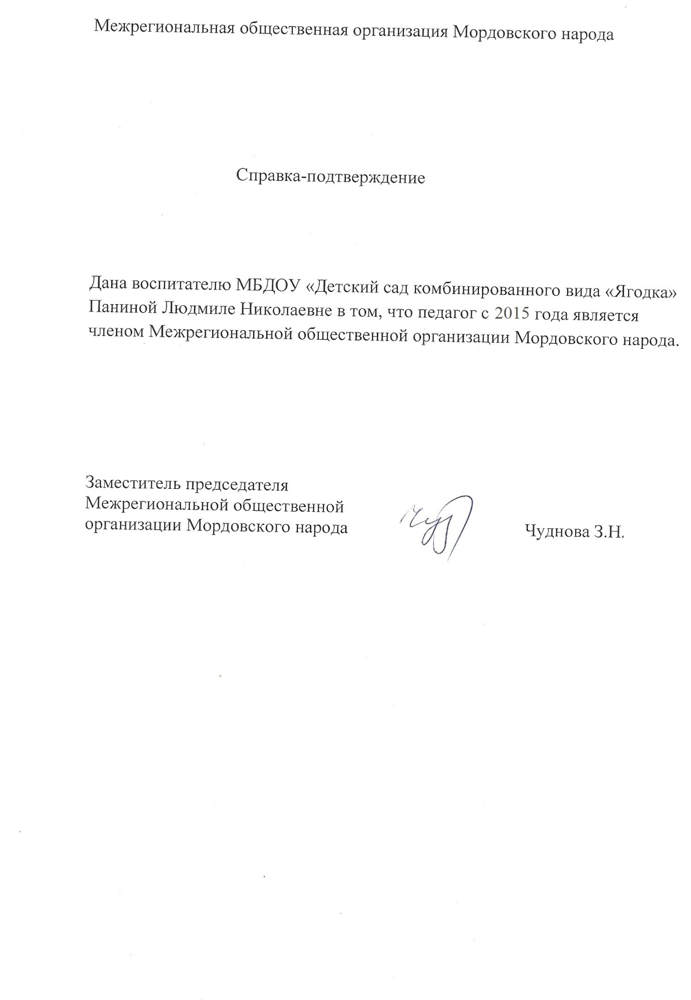 Межрегиональная общественная организация Мордовского народа
Справка-подтверждение
Дана воспитателю МБДОУ «Детский сад комбинированного вида «Ягодка»
Паниной Людмиле Николаевне в том, что педагог с 2015 года является
членом Межрегиональной общественной организации Мордовского народа.
Заместитель председателя
Межрегиональной общественной
организации Мордовского народа
Чуднова З.Н.